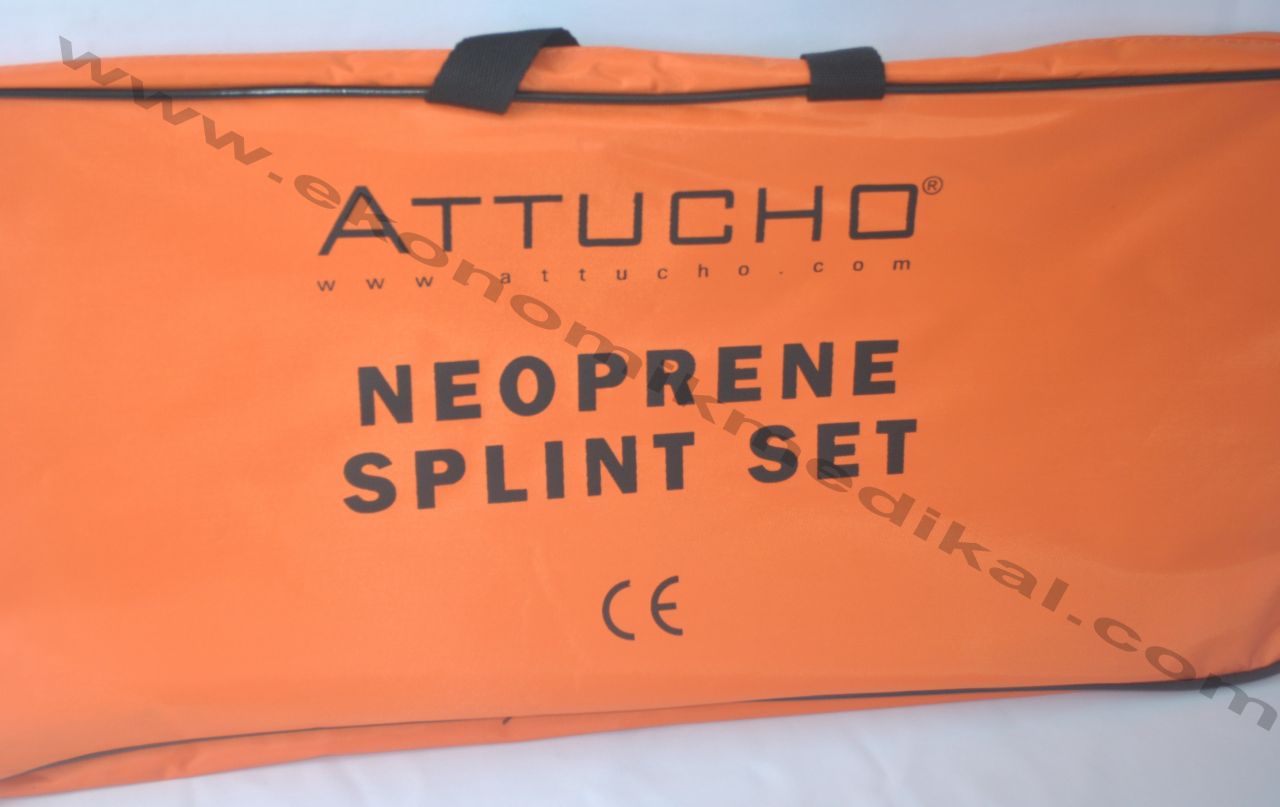 ATTUCHO®
www.attucho.com
NEOPRENE
SPLINT SET
CE
www.ekonomikmedikal.com